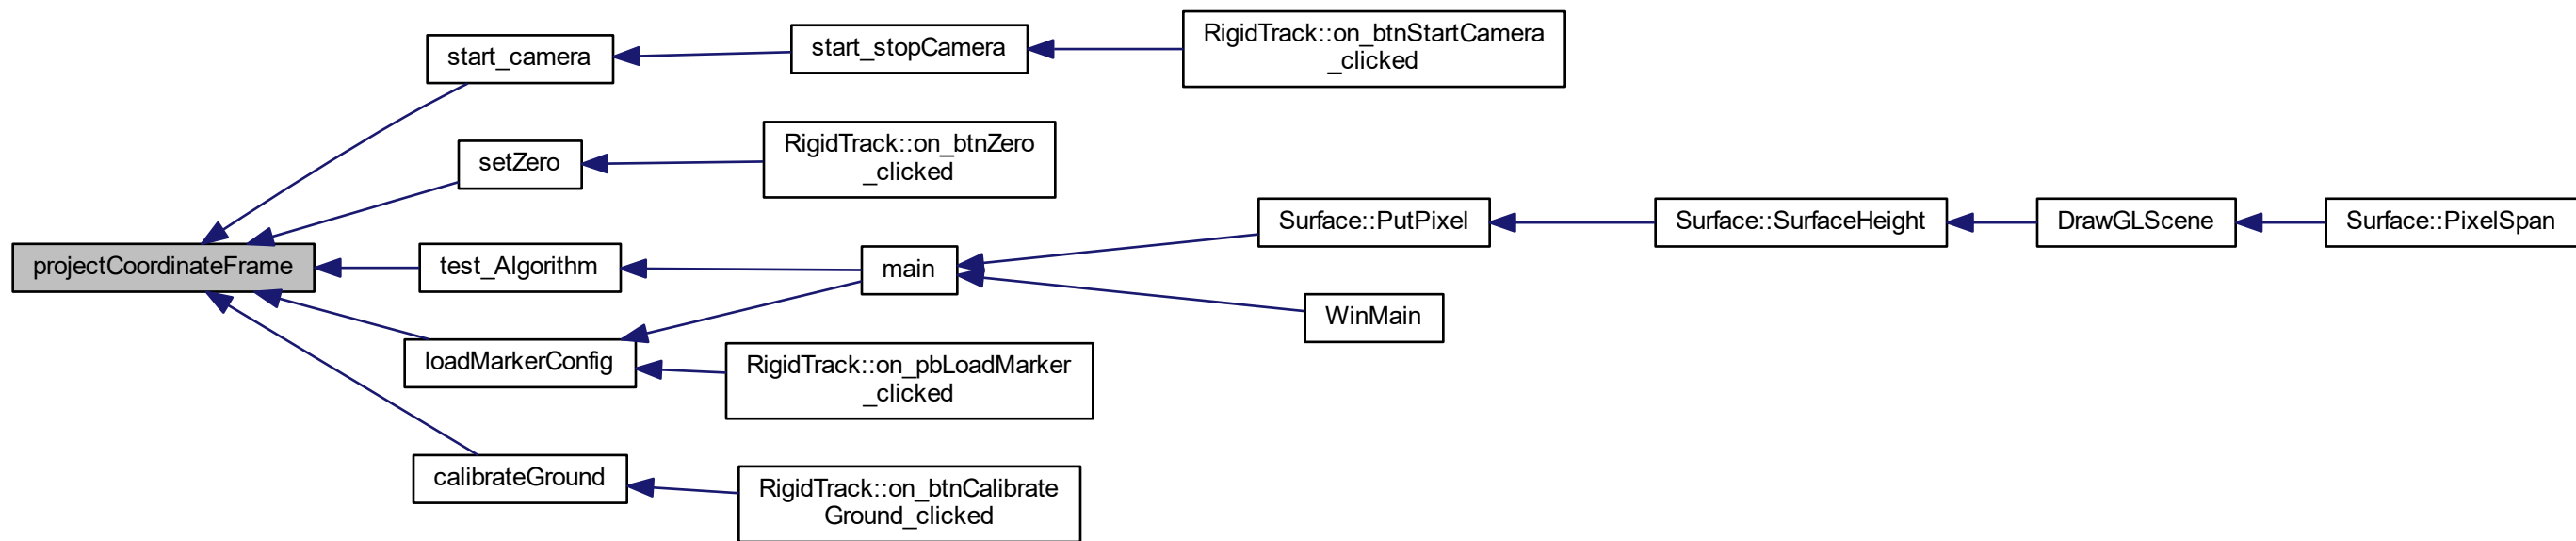 projectCoordinateFrame
start_camera
start_stopCamera
RigidTrack::on_btnStartCamera
_clicked
setZero
RigidTrack::on_btnZero
_clicked
test_Algorithm
main
Surface::PutPixel
Surface::SurfaceHeight
DrawGLScene
Surface::PixelSpan
WinMain
loadMarkerConfig
RigidTrack::on_pbLoadMarker
_clicked
calibrateGround
RigidTrack::on_btnCalibrate
Ground_clicked